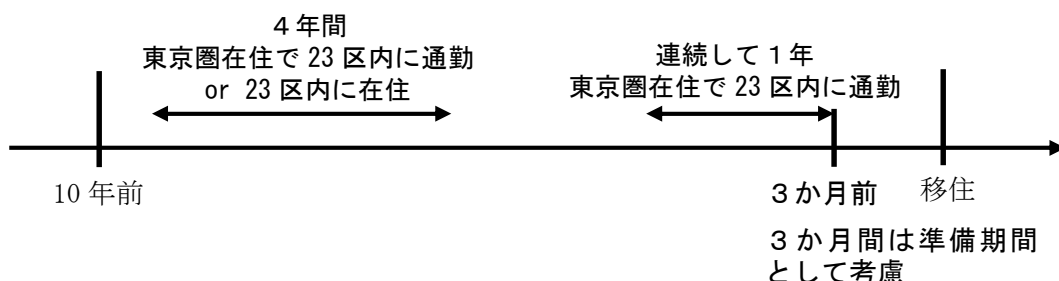 ４年間
東京圏在住で 23 区内に通勤
or 23 区内に在住
連続して１年
東京圏在住で 23 区内に通勤
10 年前
３か月前
移住
３か月間は準備期間
として考慮